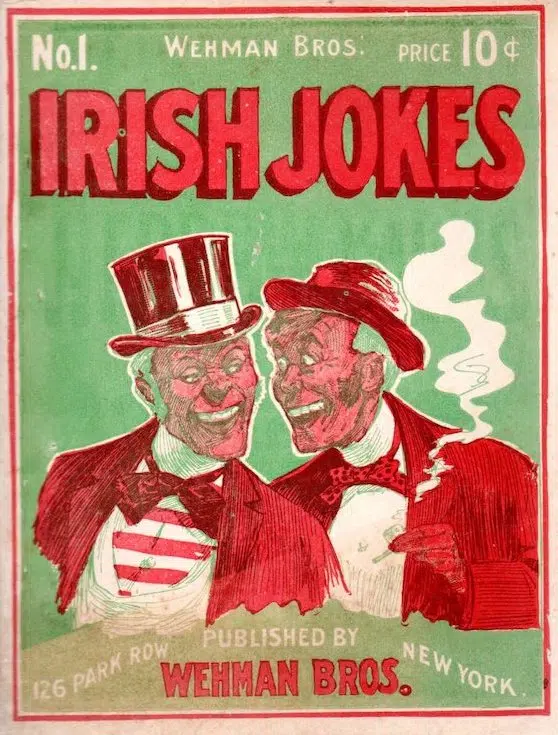 No.1. WEHMAN BROS. PRICE 10¢
IRISH JOKES
PUBLISHED BY
126 PARK ROW WEHMAN BROS. NEW YORK.